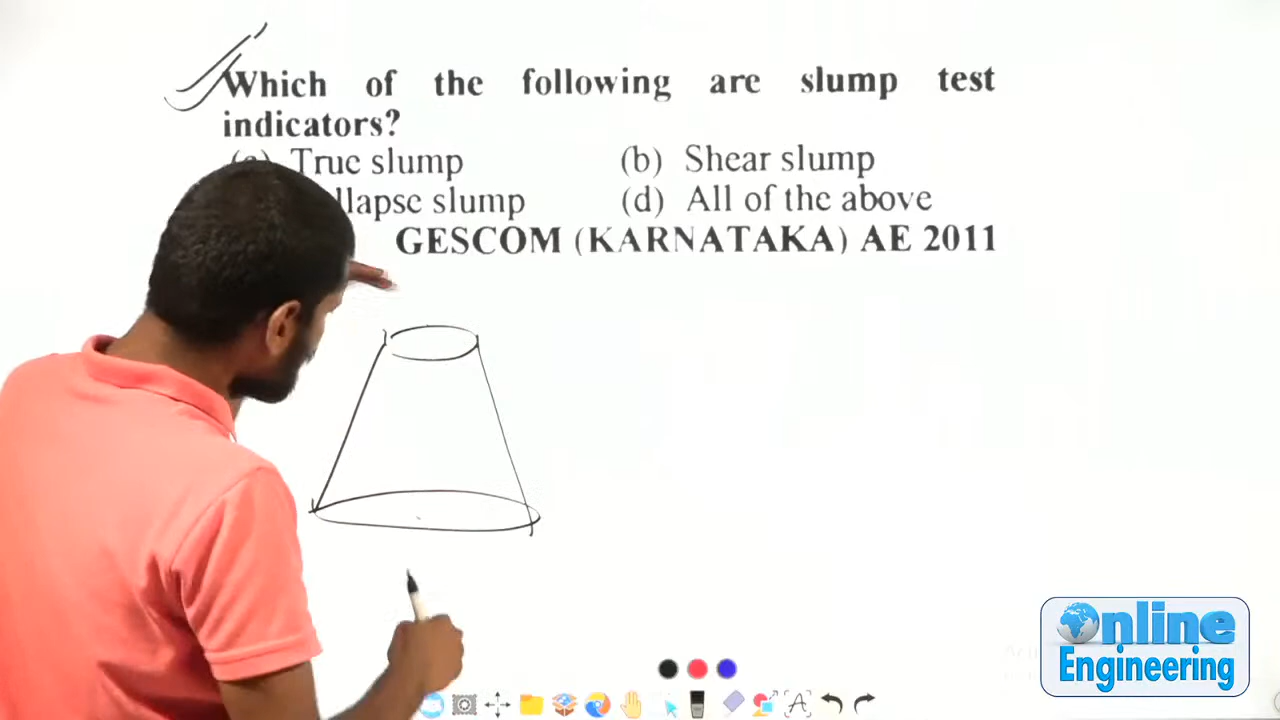 Which of the following are slump test
indicators?
True slump (b) Shear slump
slump (d) All of the above
GESCOM (KARNATAKA) AE 2011
Online
Engineering